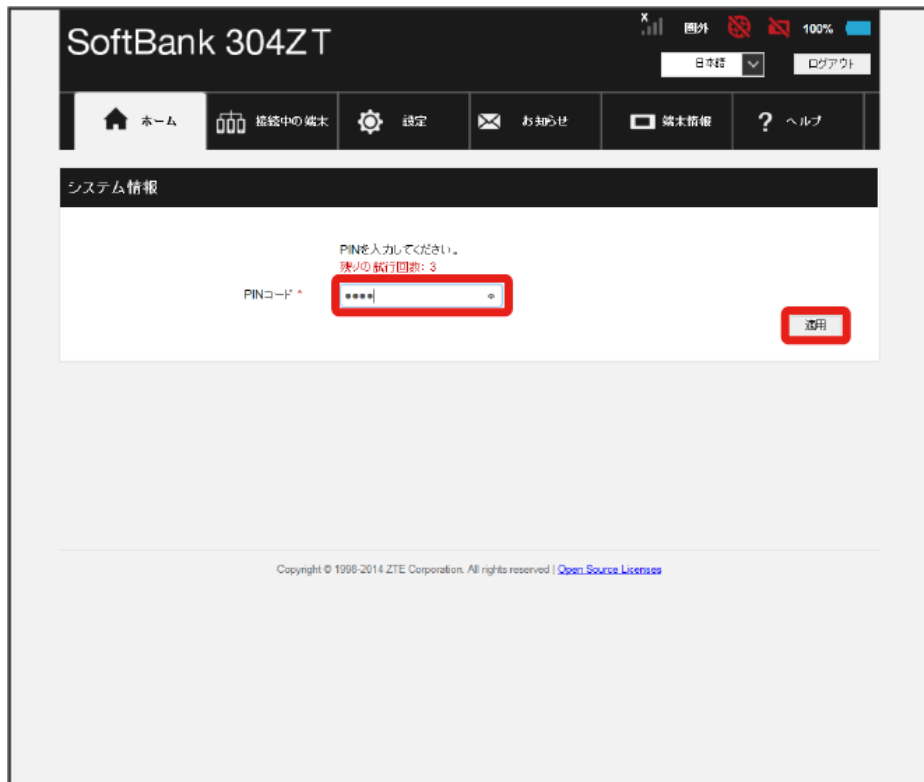 SoftBank 304ZT
圏外
100%
日本語
ログアウト
ホーム
接続中の端末
設定
お知らせ
端末情報
? ヘルプ
システム情報
PINを入力してください。
残りの試行回数: 3
PINコード *
適用
Copyright © 1998-2014 ZTE Corporation. All rights reserved | Open Source Licenses